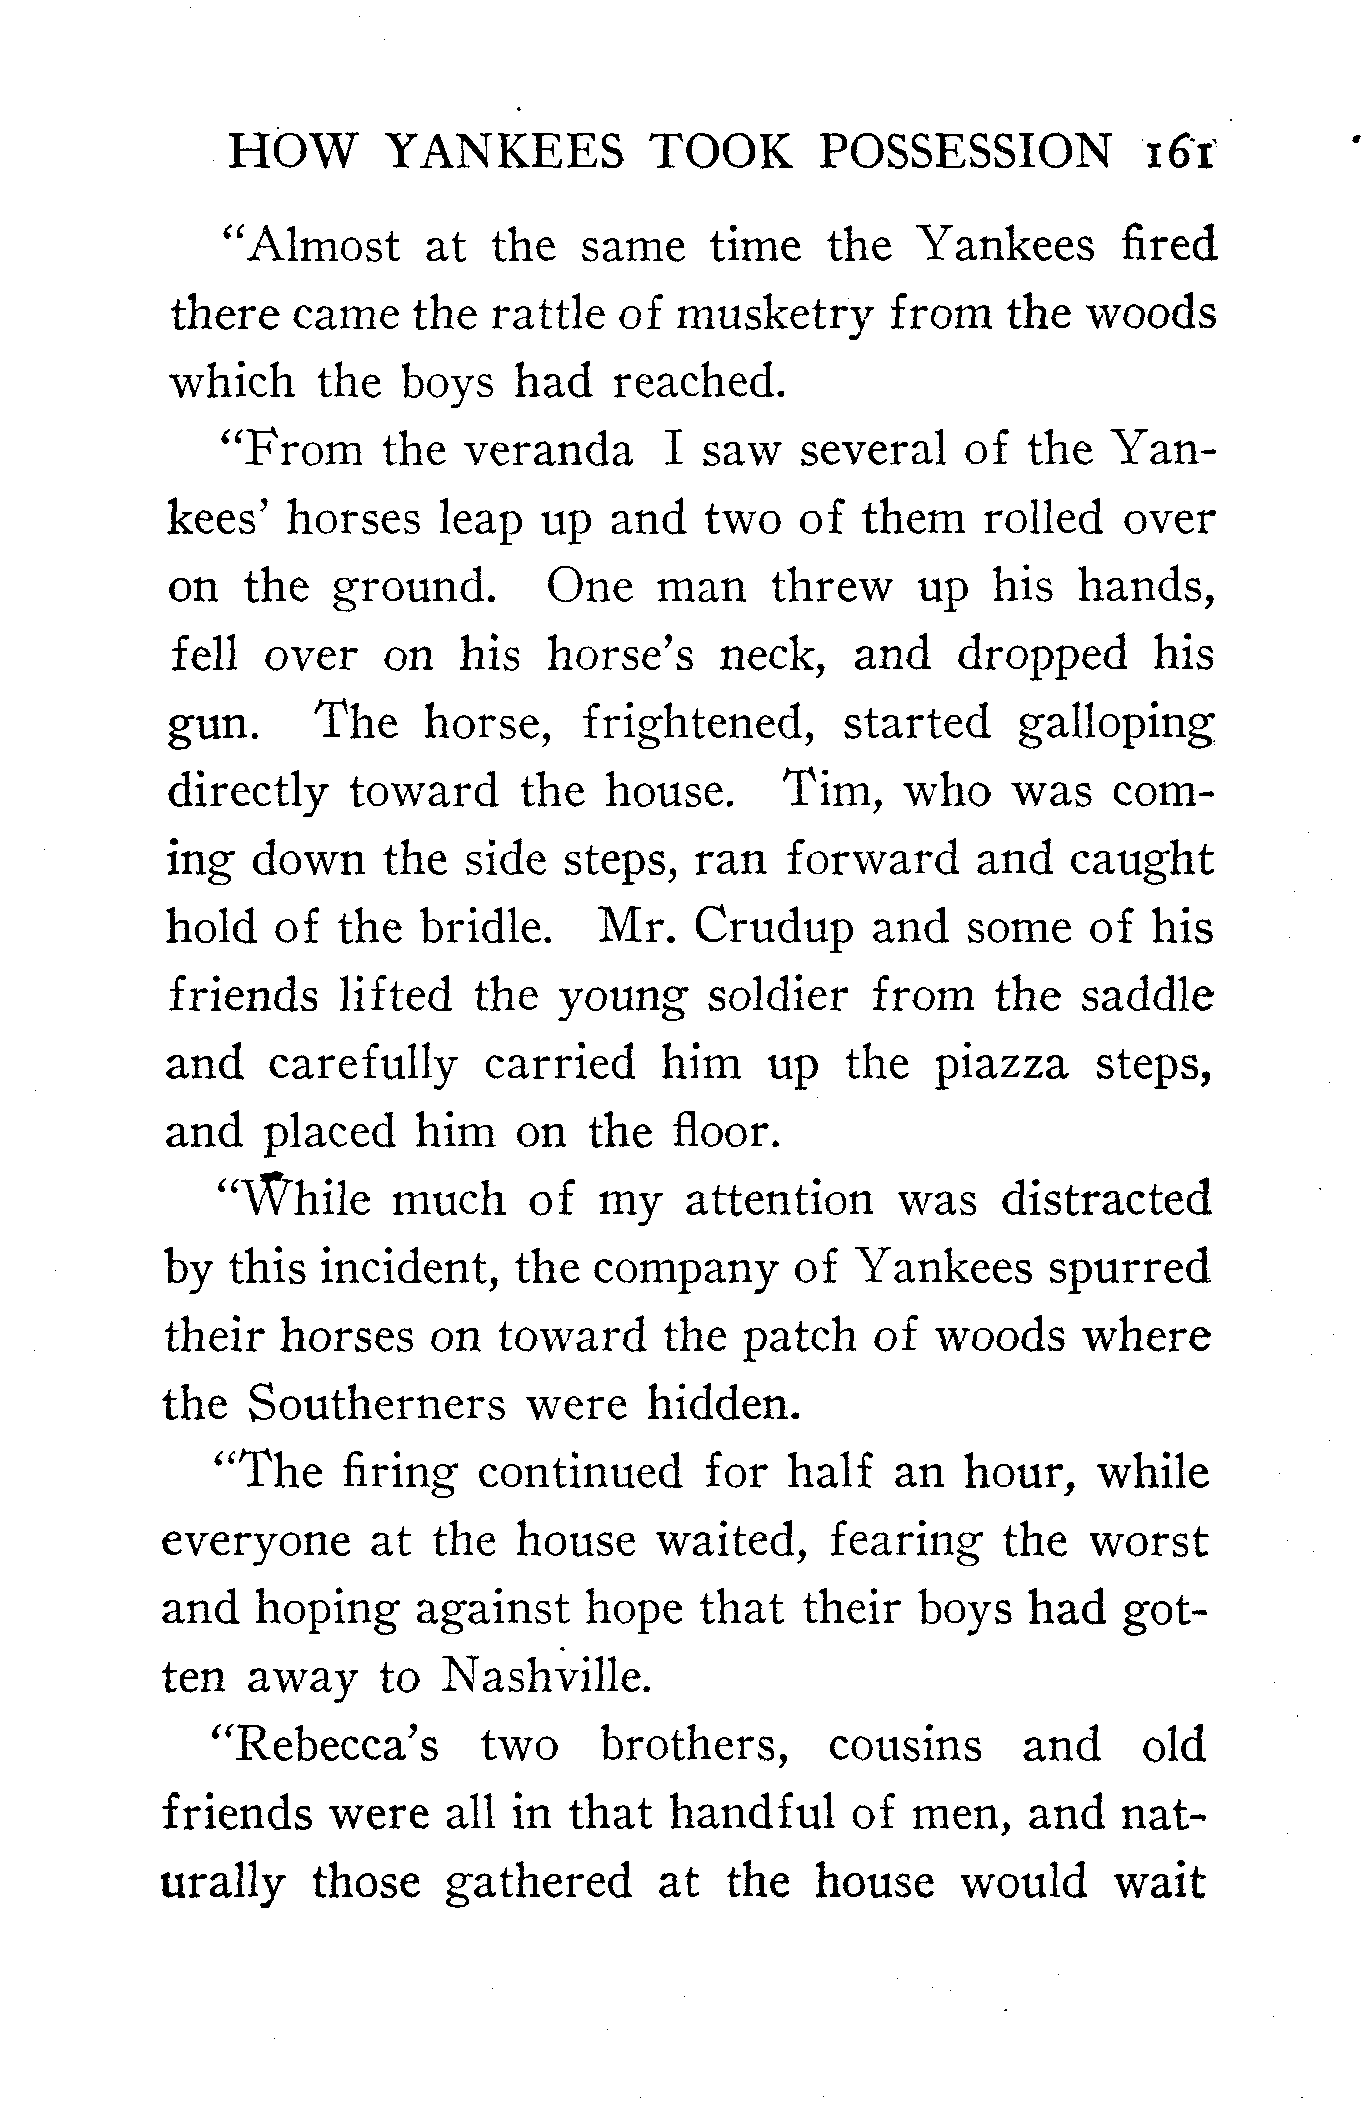 HOW YANKEES TOOK POSSESSION 161
"Almost at the same time the Yankees fired
there came the rattle of musketry from the woods
which the boys had reached.
"From the veranda I saw several of the Yan-
kees' horses leap up and two of them rolled over
on the ground. One man threw up his hands,
fell over on his horse's neck, and dropped his
gun. The horse, frightened, started galloping
directly toward the house. Tim, who was com-
ing down the side steps, ran forward and caught
hold of the bridle. Mr. Crudup and some of his
friends lifted the young soldier from the saddle
and carefully carried him up the piazza steps,
and placed him on the floor.
"While much of my attention was distracted
by this incident, the company of Yankees spurred
their horses on toward the patch of woods where
the Southerners were hidden.
"The firing continued for half an hour, while
everyone at the house waited, fearing the worst
and hoping against hope that their boys had got-
ten away to Nashville.
"Rebecca's two brothers, cousins and old
friends were all in that handful of men, and nat-
urally those gathered at the house would wait